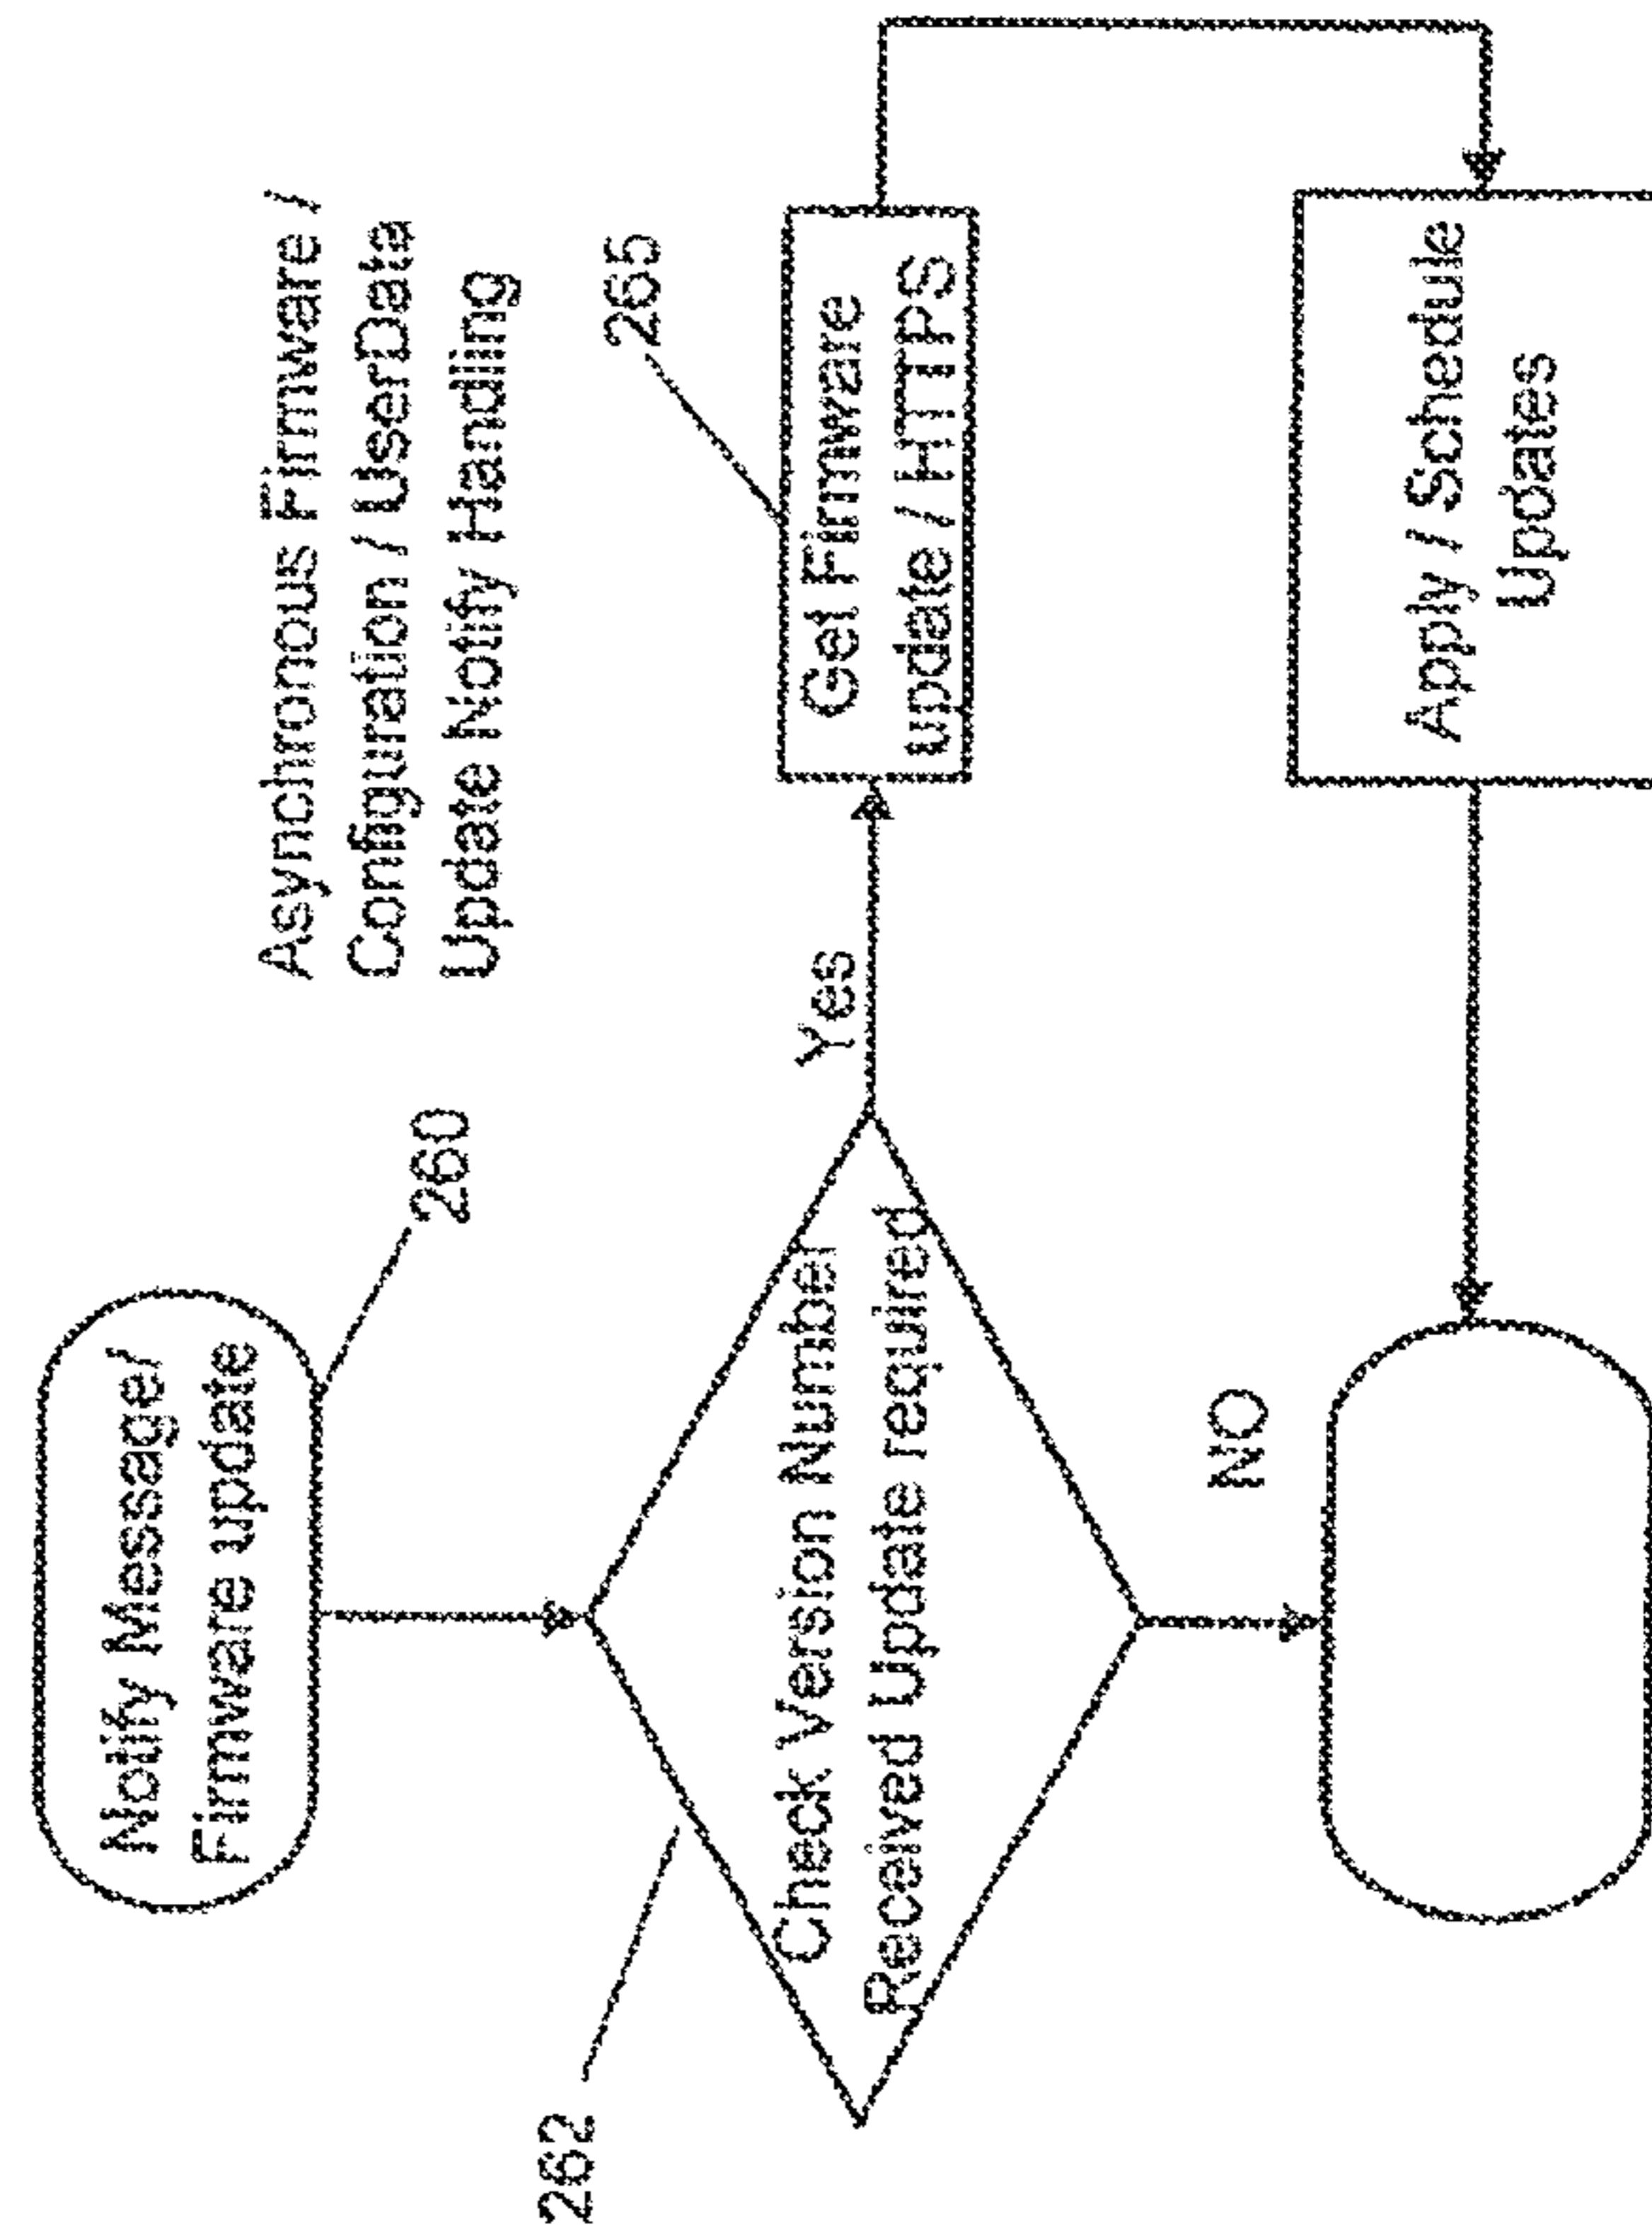 Notify Message/
Firmware update
260
Asynchronous Firmware /
Configuration / UserData
Update Notify Handling
262
Check Version Number
Received Update required
Yes
265
Get Firmware
update / HTTPS
NO
Apply / Schedule
Updates